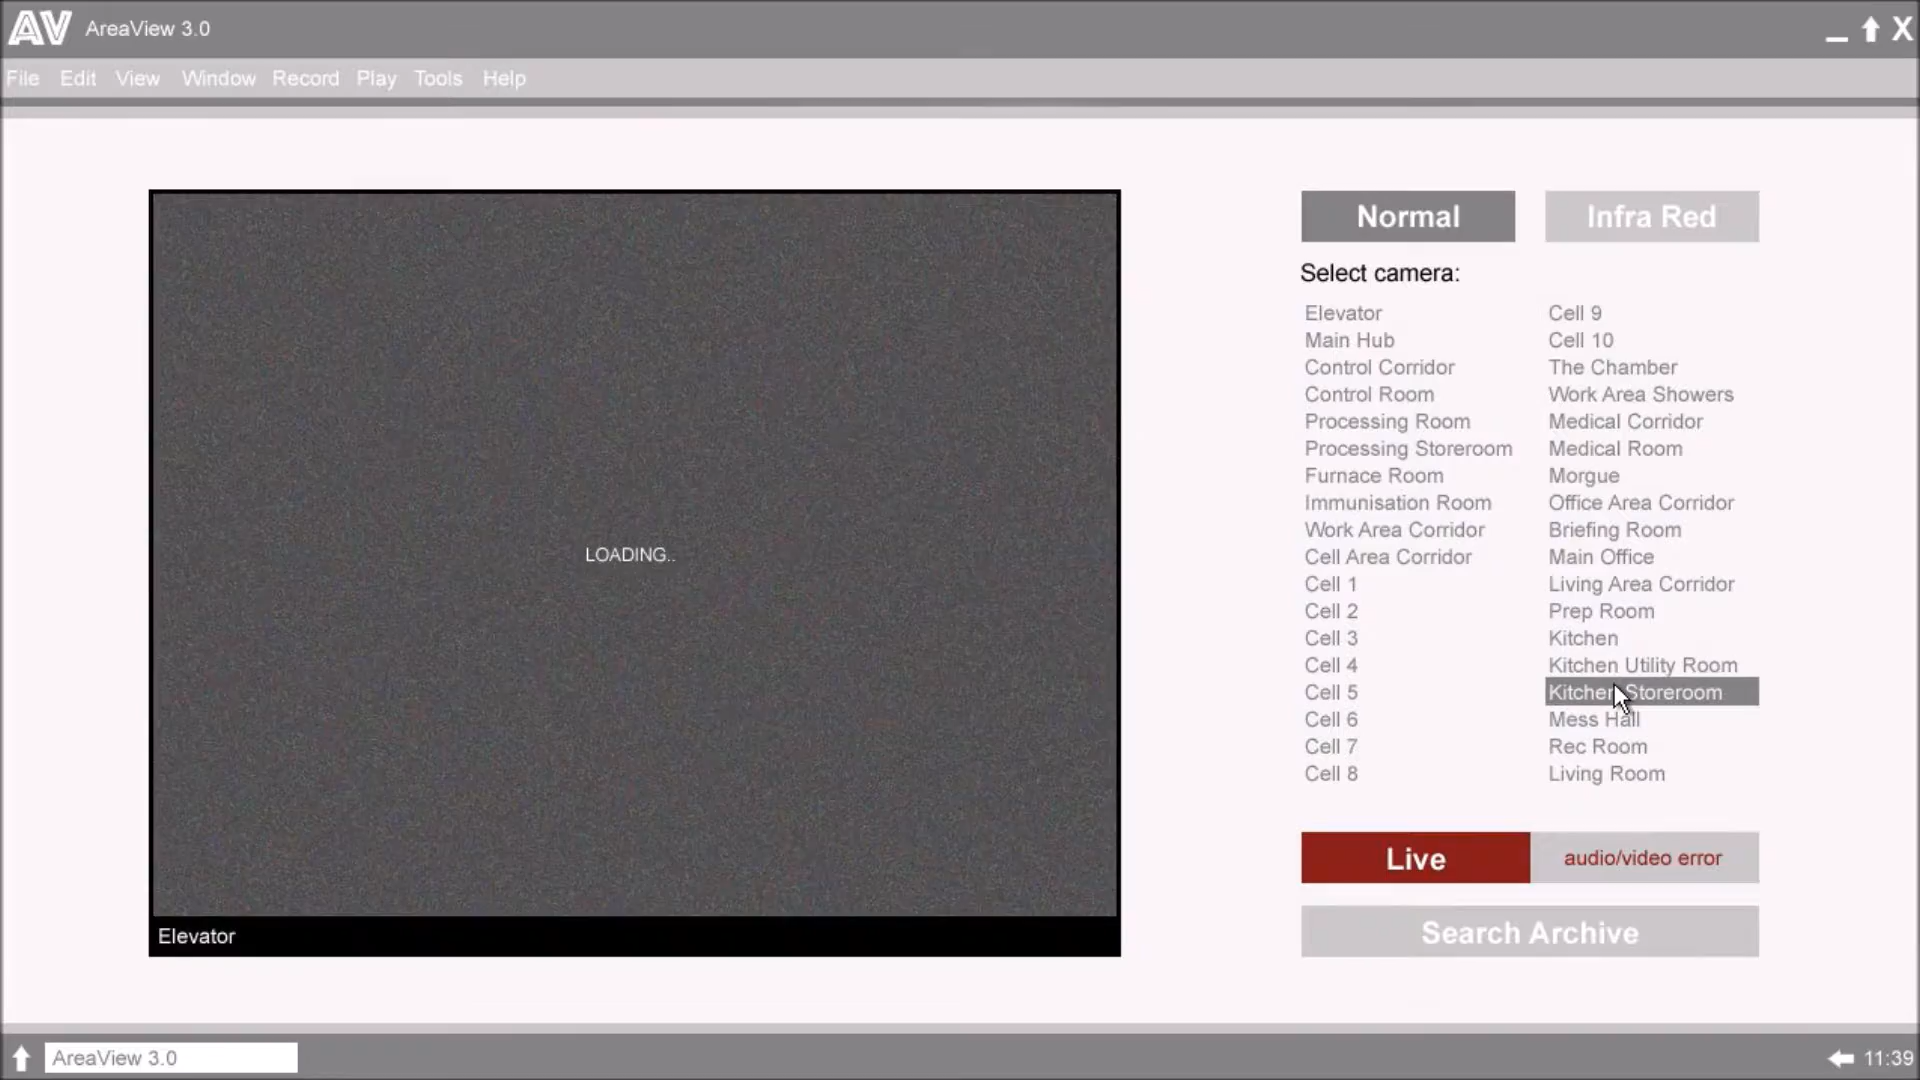 AV AreaView 3.0
File Edit View Window Record Play Tools Help
Normal Infra Red
Select camera:
Elevator
Main Hub
Control Corridor
Control Room
Processing Room
Processing Storeroom
Furnace Room
Immunisation Room
Work Area Corridor
Cell Area Corridor
Cell 1
Cell 2
Cell 3
Cell 4
Cell 5
Cell 6
Cell 7
Cell 8
Cell 9
Cell 10
The Chamber
Work Area Showers
Medical Corridor
Medical Room
Morgue
Office Area Corridor
Briefing Room
Main Office
Living Area Corridor
Prep Room
Kitchen
Kitchen Utility Room
Kitchen Storeroom
Mess Hall
Rec Room
Living Room
LOADING..
Elevator
Live audio/video error
Search Archive
AreaView 3.0
11:39